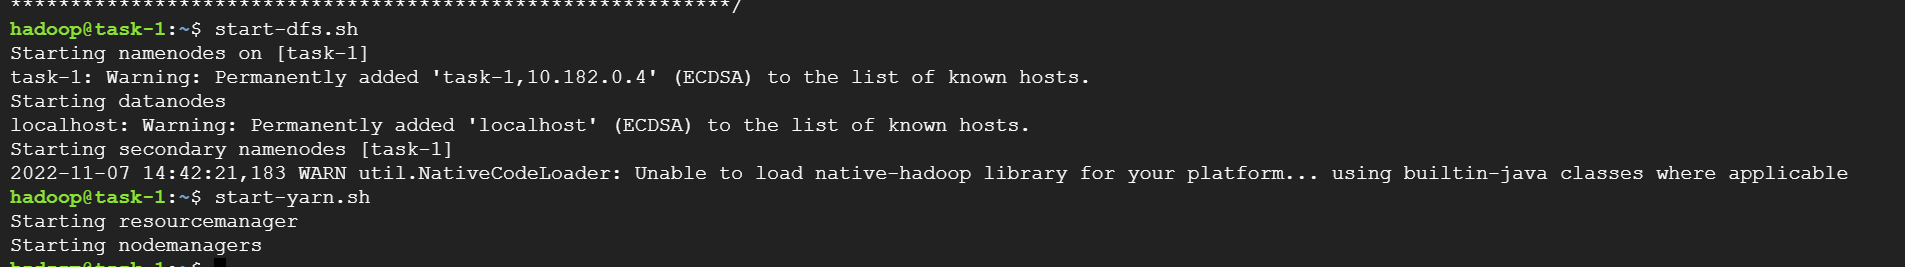 ************************************************************/
hadoop@task-1:~$ start-dfs.sh
Starting namenodes on [task-1]
task-1: Warning: Permanently added 'task-1,10.182.0.4' (ECDSA) to the list of known hosts.
Starting datanodes
localhost: Warning: Permanently added 'localhost' (ECDSA) to the list of known hosts.
Starting secondary namenodes [task-1]
2022-11-07 14:42:21,183 WARN util.NativeCodeLoader: Unable to load native-hadoop library for your platform... using builtin-java classes where applicable
hadoop@task-1:~$ start-yarn.sh
Starting resourcemanager
Starting nodemanagers
hadoop@task-1:~$